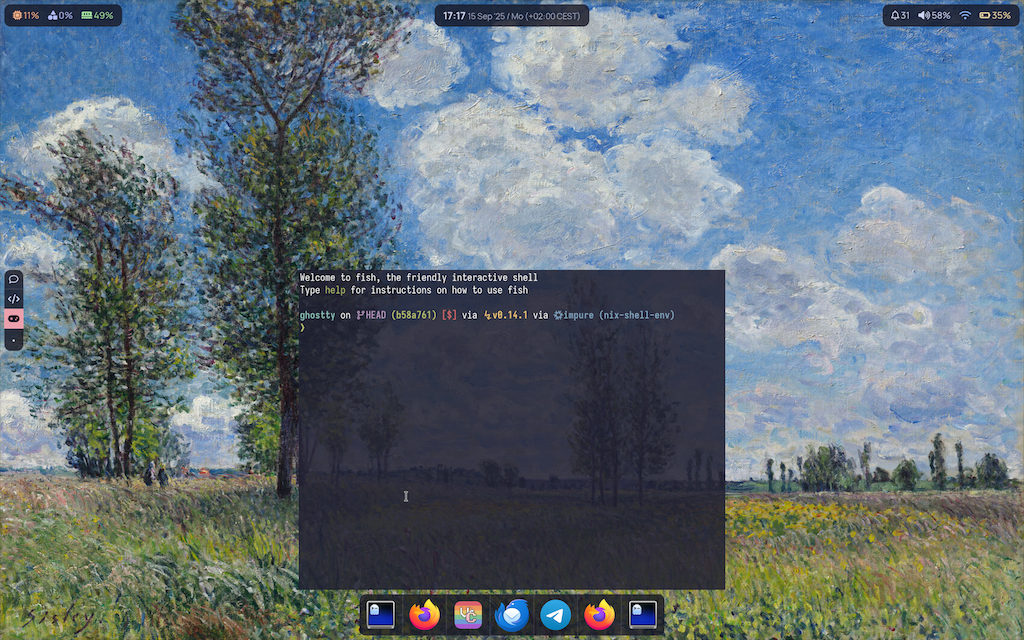 11% 0% 49%
17:17 15 Sep '25 / Mo (+02:00 CEST)
31 58% 35%
Welcome to fish, the friendly interactive shell
Type help for instructions on how to use fish
ghostty on HEAD (b58a761) [$] via v0.14.1 via impure (nix-shell-env)
❯
Sisley